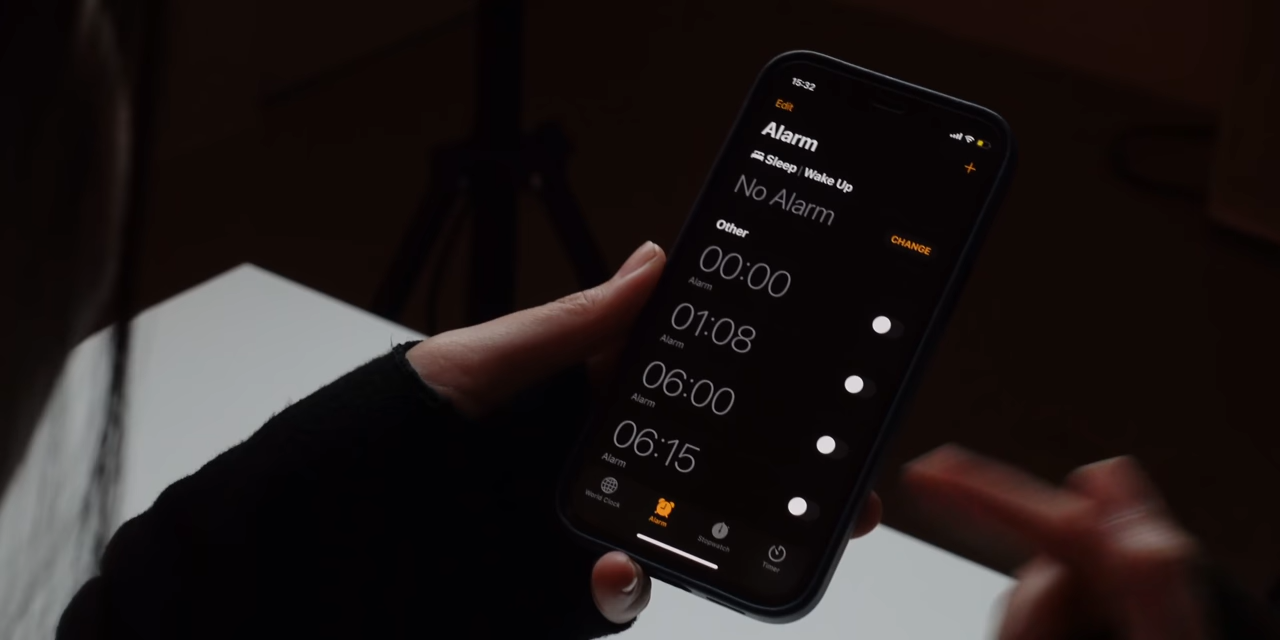 15:32
Edit
Alarm
Sleep | Wake Up
No Alarm
CHANGE
Other
00:00
Alarm
01:08
Alarm
06:00
Alarm
06:15
Alarm
World Clock
Alarm
Stopwatch
Timer